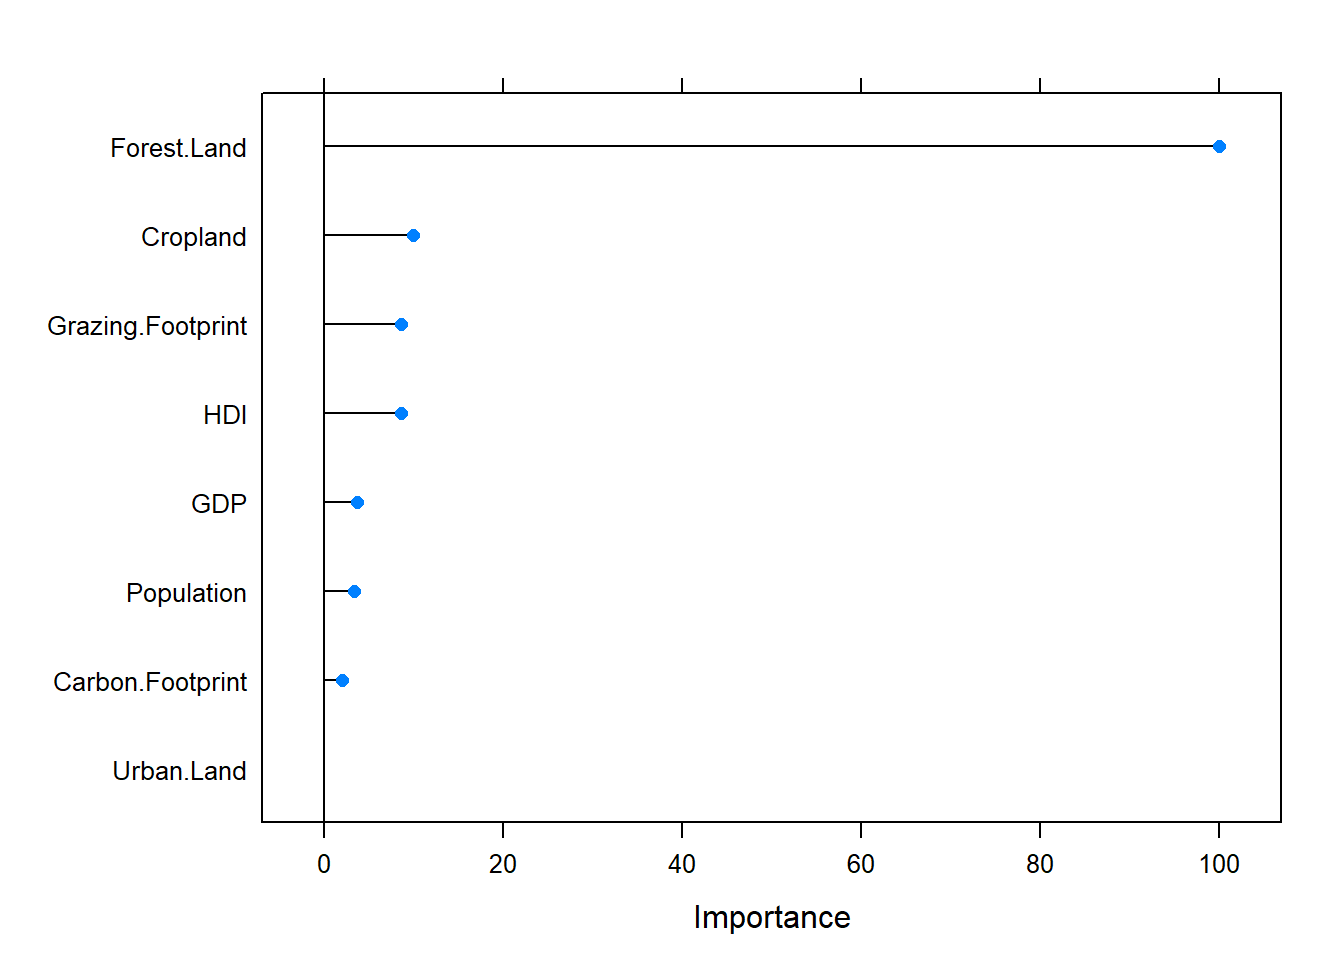 Forest.Land
Cropland
Grazing.Footprint
HDI
GDP
Population
Carbon.Footprint
Urban.Land
0 20 40 60 80 100
Importance